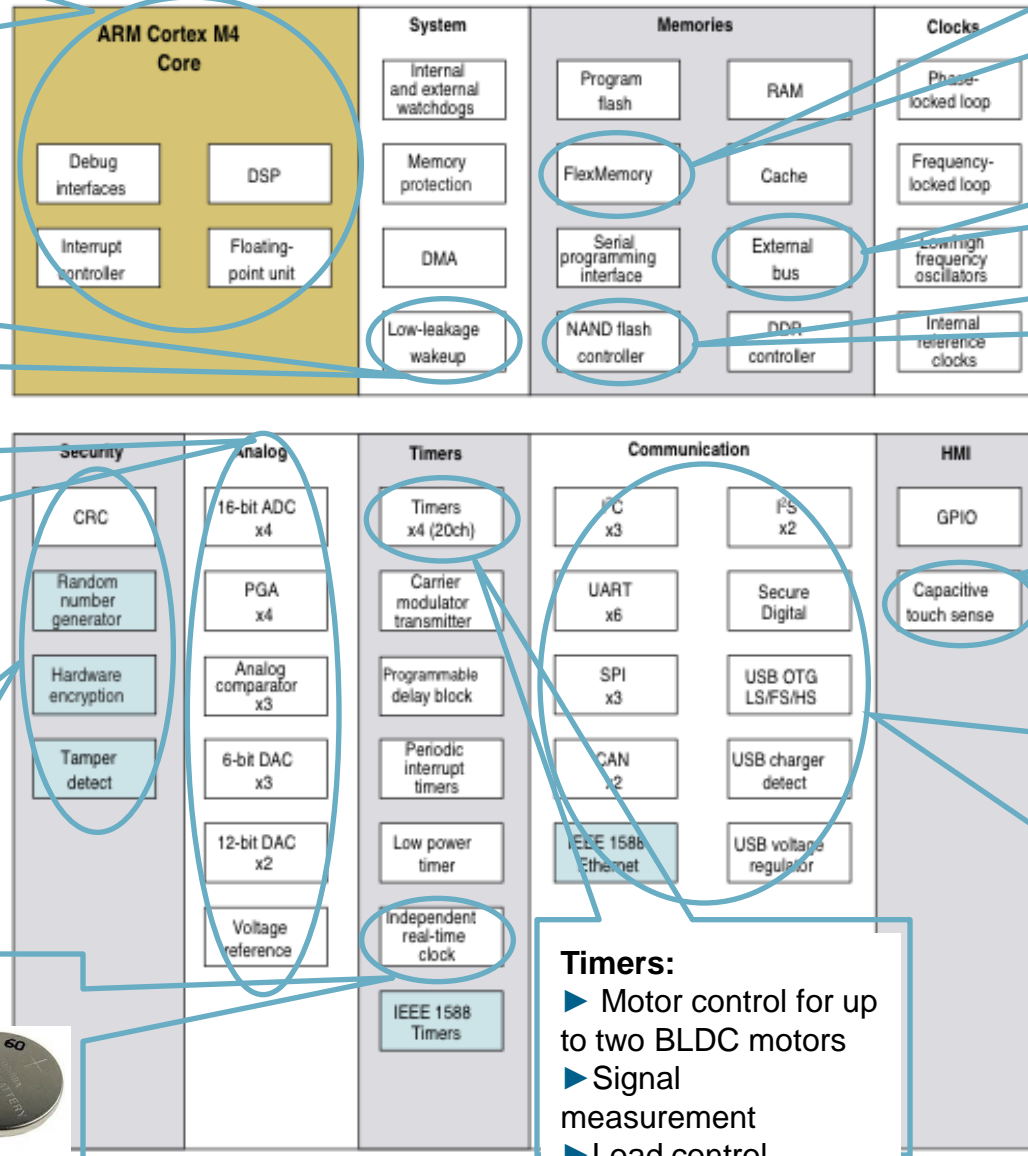 ARM Cortex M4
Core
Debug
interfaces
DSP
Interrupt
controller
Floating-
point unit
System
Internal
and external
watchdogs
Memory
protection
DMA
Low-leakage
wakeup
Memories
Program
flash
RAM
FlexMemory
Cache
Serial
programming
interface
External
bus
NAND flash
controller
DDR
controller
Clocks
Phase-
locked loop
Frequency-
locked loop
Low/high
frequency
oscillators
Internal
reference
clocks
Security
CRC
Random
number
generator
Hardware
encryption
Tamper
detect
Analog
16-bit ADC
x4
PGA
x4
Analog
comparator
x3
6-bit DAC
x3
12-bit DAC
x2
Voltage
reference
Timers
Timers
x4 (20ch)
Carrier
modulator
transmitter
Programmable
delay block
Periodic
interrupt
timers
Low power
timer
Independent
real-time
clock
IEEE 1588
Timers
Communication
I²C
x3
I²S
x2
UART
x6
Secure
Digital
SPI
x3
USB OTG
LS/FS/HS
CAN
x2
USB charger
detect
IEEE 1588
Ethernet
USB voltage
regulator
HMI
GPIO
Capacitive
touch sense
Timers:
► Motor control for up
to two BLDC motors
►Signal
measurement
►Load control